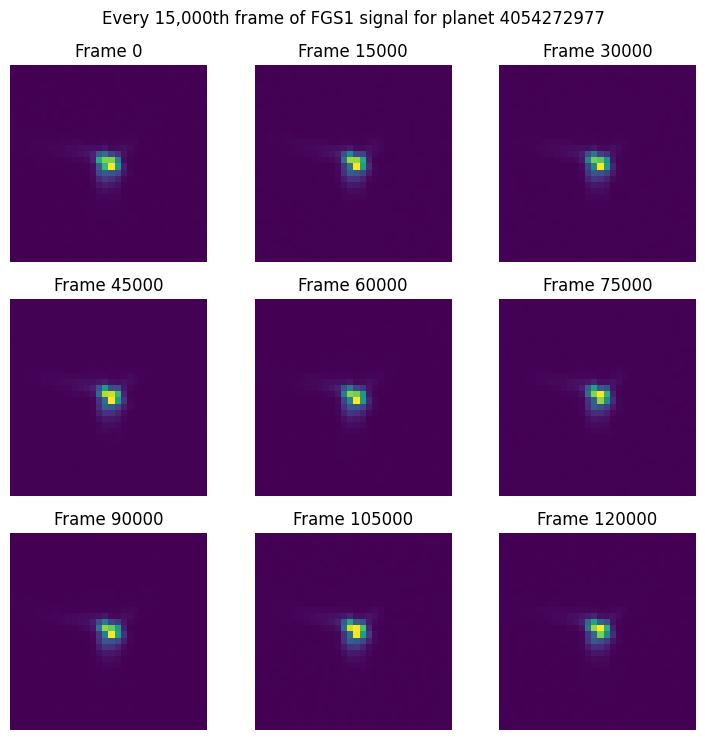 Every 15,000th frame of FGS1 signal for planet 4054272977
Frame 0
Frame 15000
Frame 30000
Frame 45000
Frame 60000
Frame 75000
Frame 90000
Frame 105000
Frame 120000